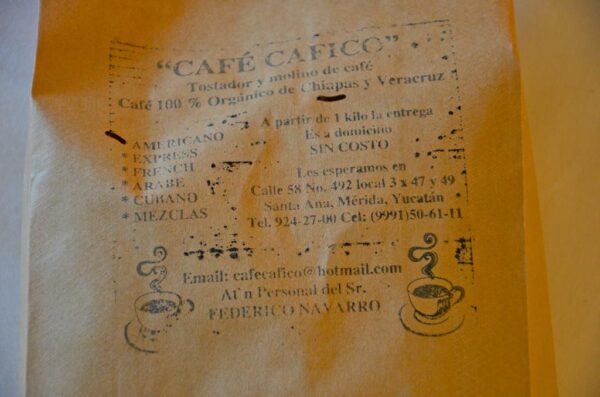 “CAFÉ CAFICO”
Tostador y molino de café
Café 100 % Orgánico de Chiapas y Veracruz
* AMERICANO
* EXPRESS
* FRENCH
* ARABE
* CUBANO
* MEZCLAS
A partir de 1 kilo la entrega
Es a domicilio
SIN COSTO
Les esperamos en
Calle 58 No. 492 local 3 x 47 y 49
Santa Ana, Mérida, Yucatán
Tel. 924-27-00 Cel: (9991)50-61-11
Email: cafecafico@hotmail.com
At´n Personal del Sr.
FEDERICO NAVARRO